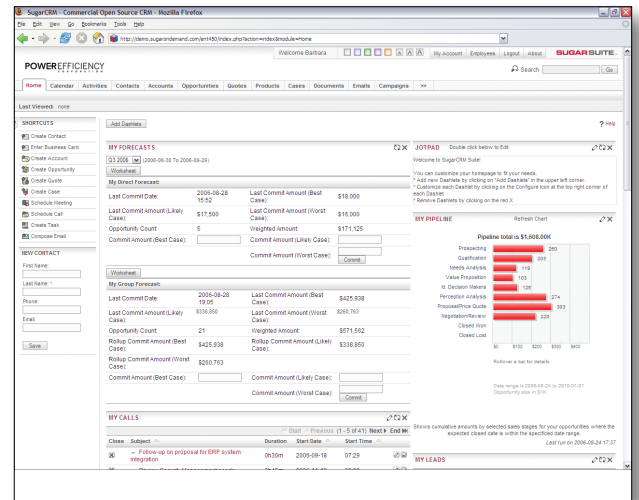 SugarCRM - Commercial Open Source CRM - Mozilla Firefox
File Edit View Go Bookmarks Tools Help
http://demo.sugarondemand.com/ent450/index.php?action=index&module=Home
Welcome Barbara A A A My Account Employees Logout About SUGARSUITE
POWEREFFICIENCY
CORPORATION
Search Go
Home Calendar Activities Contacts Accounts Opportunities Quotes Products Cases Documents Emails Campaigns >>
Last Viewed: none
SHORTCUTS
Create Contact
Enter Business Card
Create Account
Create Opportunity
Create Quote
Create Case
Schedule Meeting
Schedule Call
Create Task
Compose Email
NEW CONTACT
First Name:
Last Name: *
Phone:
Email:
Save
Add Dashlets
? Help
MY FORECASTS
Q3 2006 (2006-06-30 To 2006-09-29)
Worksheet
My Direct Forecast:
Last Commit Date: 2006-08-28 15:52 Last Commit Amount (Best Case): $18,000
Last Commit Amount (Likely Case): $17,500 Last Commit Amount (Worst Case): $16,000
Opportunity Count: 5 Weighted Amount: $171,125
Commit Amount (Best Case): Commit Amount (Likely Case):
Commit Amount (Worst Case): Commit
Worksheet
My Group Forecast:
Last Commit Date: 2006-08-28 19:05 Last Commit Amount (Best Case): $425,938
Last Commit Amount (Likely Case): $338,850 Last Commit Amount (Worst Case): $260,763
Opportunity Count: 21 Weighted Amount: $571,562
Rollup Commit Amount (Best Case): $425,938 Rollup Commit Amount (Likely Case): $338,850
Rollup Commit Amount (Worst Case): $260,763
Commit Amount (Best Case): Commit Amount (Likely Case):
Commit Amount (Worst Case): Commit
MY CALLS
Start Previous (1 - 5 of 41) Next End
Close Subject Duration Start Date Start Time
Follow-up on proposal for ERP system integration 0h30m 2006-09-18 07:29
JOTPAD Double click below to Edit.
Welcome to SugarCRM Suite!
You can customize your homepage to fit your needs.
* Add new Dashlets by clicking on "Add Dashlets" in the upper left corner.
* Customize each Dashlet by clicking on the Configure Icon at the top right corner of
each Dashlet
* Remove Dashlets by clicking on the red X
MY PIPELINE Refresh Chart
Pipeline total is $1,608.00K
Prospecting 250
Qualification 203
Needs Analysis 119
Value Proposition 103
Id. Decision Makers 126
Perception Analysis 274
Proposal/Price Quote 303
Negotiation/Review 228
Closed Won
Closed Lost
$0 $100 $200 $300 $400
Rollover a bar for details.
Date range is 2006-08-24 to 2010-01-01
Opportunity size in $1K
Shows cumulative amounts by selected sales stages for your opportunities where the
expected closed date is within the specified date range.
Last run on 2006-08-24 17:37
MY LEADS